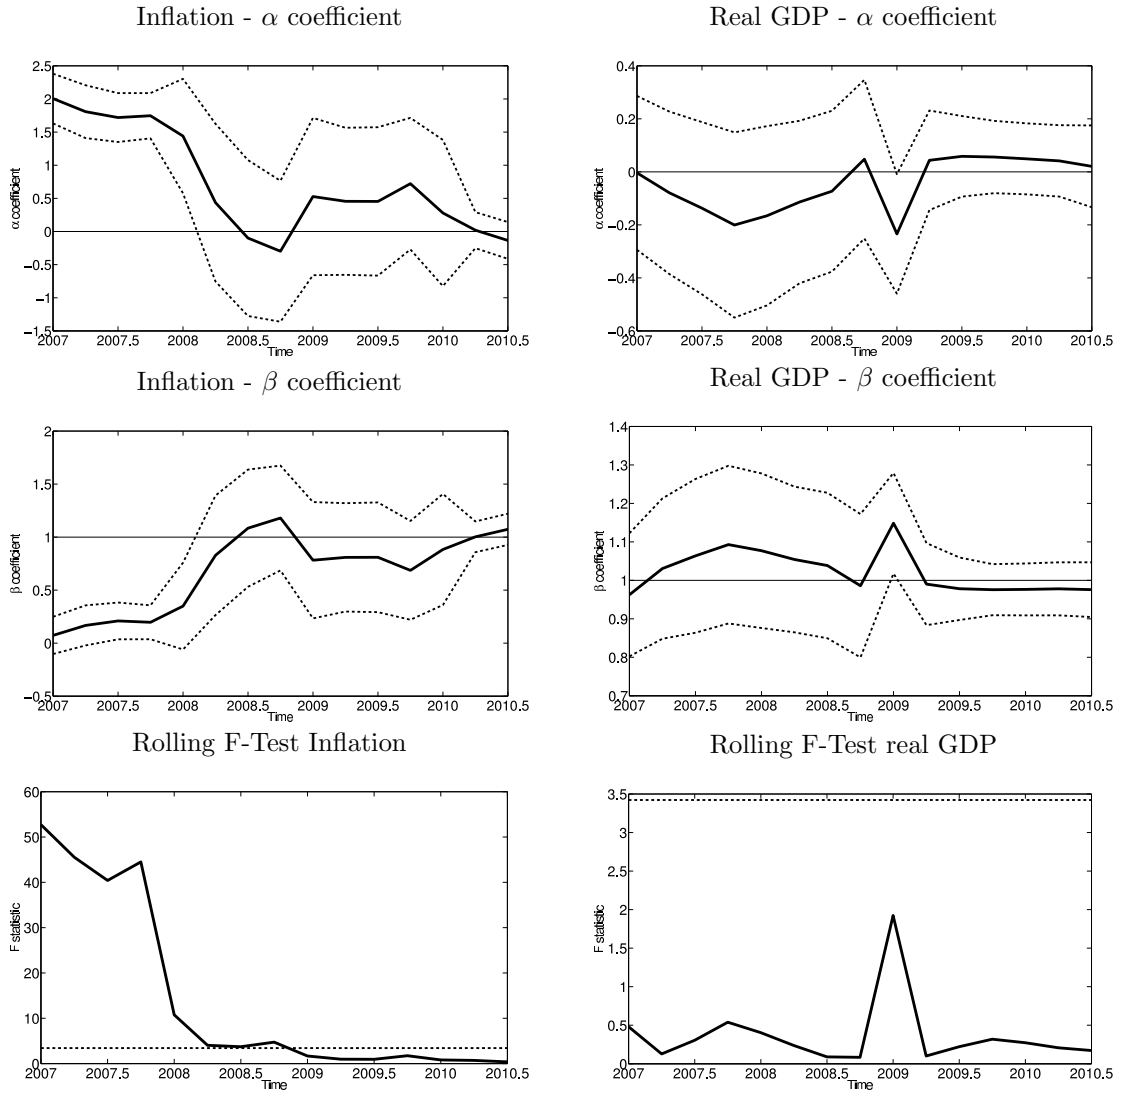 Inflation - α coefficient
2.5
2
1.5
1
0.5
0
−0.5
−1
−1.5
α coefficient
2007 2007.5 2008 2008.5 2009 2009.5 2010 2010.5
Time
Real GDP - α coefficient
0.4
0.2
0
−0.2
−0.4
−0.6
α coefficient
2007 2007.5 2008 2008.5 2009 2009.5 2010 2010.5
Time
Inflation - β coefficient
2
1.5
1
0.5
0
−0.5
β coefficient
2007 2007.5 2008 2008.5 2009 2009.5 2010 2010.5
Time
Real GDP - β coefficient
1.4
1.3
1.2
1.1
1
0.9
0.8
0.7
β coefficient
2007 2007.5 2008 2008.5 2009 2009.5 2010 2010.5
Time
Rolling F-Test Inflation
60
50
40
30
20
10
0
F statistic
2007 2007.5 2008 2008.5 2009 2009.5 2010 2010.5
Time
Rolling F-Test real GDP
3.5
3
2.5
2
1.5
1
0.5
0
F statistic
2007 2007.5 2008 2008.5 2009 2009.5 2010 2010.5
Time